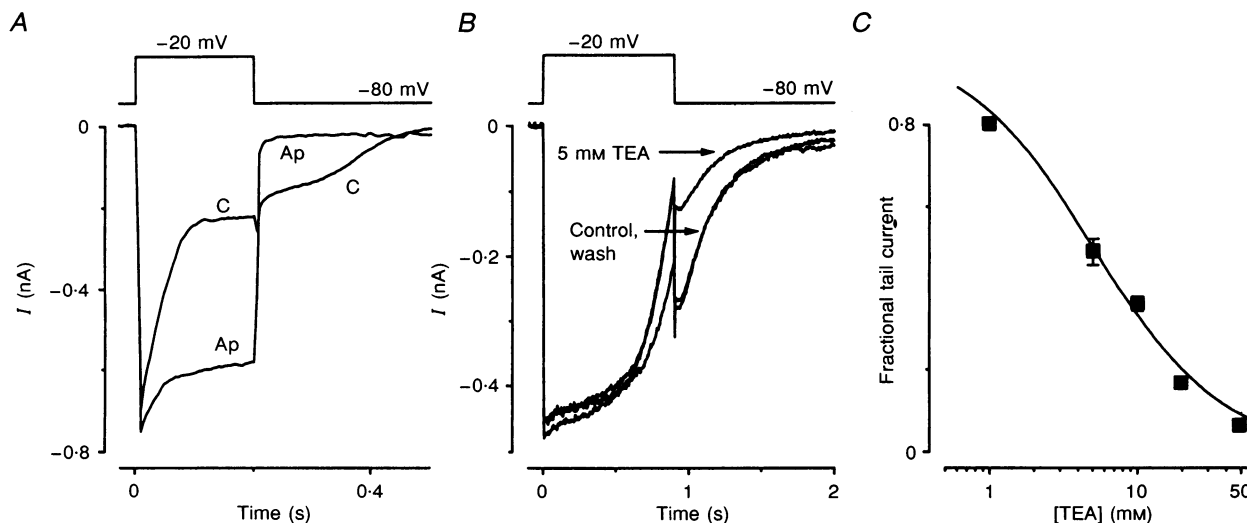 A
−20 mV
−80 mV
0
−0·4
−0·8
I (nA)
Ap
C
Ap
C
0
0·4
Time (s)
B
−20 mV
−80 mV
0
−0·2
−0·4
I (nA)
5 mM TEA
Control,
wash
0
1
2
Time (s)
C
0·8
0
Fractional tail current
1
10
50
[TEA] (mM)